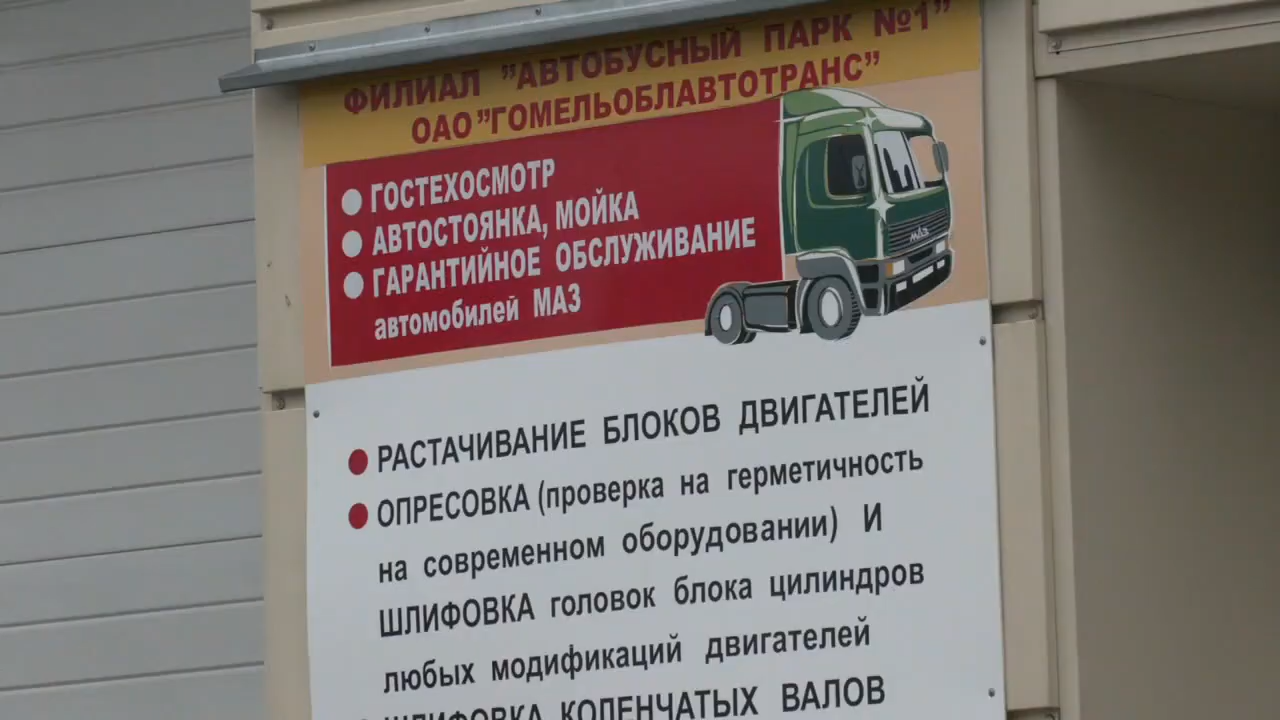 ФИЛИАЛ "АВТОБУСНЫЙ ПАРК №1"
ОАО "ГОМЕЛЬОБЛАВТОТРАНС"
ГОСТЕХОСМОТР
АВТОСТОЯНКА, МОЙКА
ГАРАНТИЙНОЕ ОБСЛУЖИВАНИЕ
автомобилей МАЗ
МАЗ
РАСТАЧИВАНИЕ БЛОКОВ ДВИГАТЕЛЕЙ
ОПРЕСОВКА (проверка на герметичность
на современном оборудовании) И
ШЛИФОВКА головок блока цилиндров
любых модификаций двигателей
ШЛИФОВКА КОЛЕНЧАТЫХ ВАЛОВ